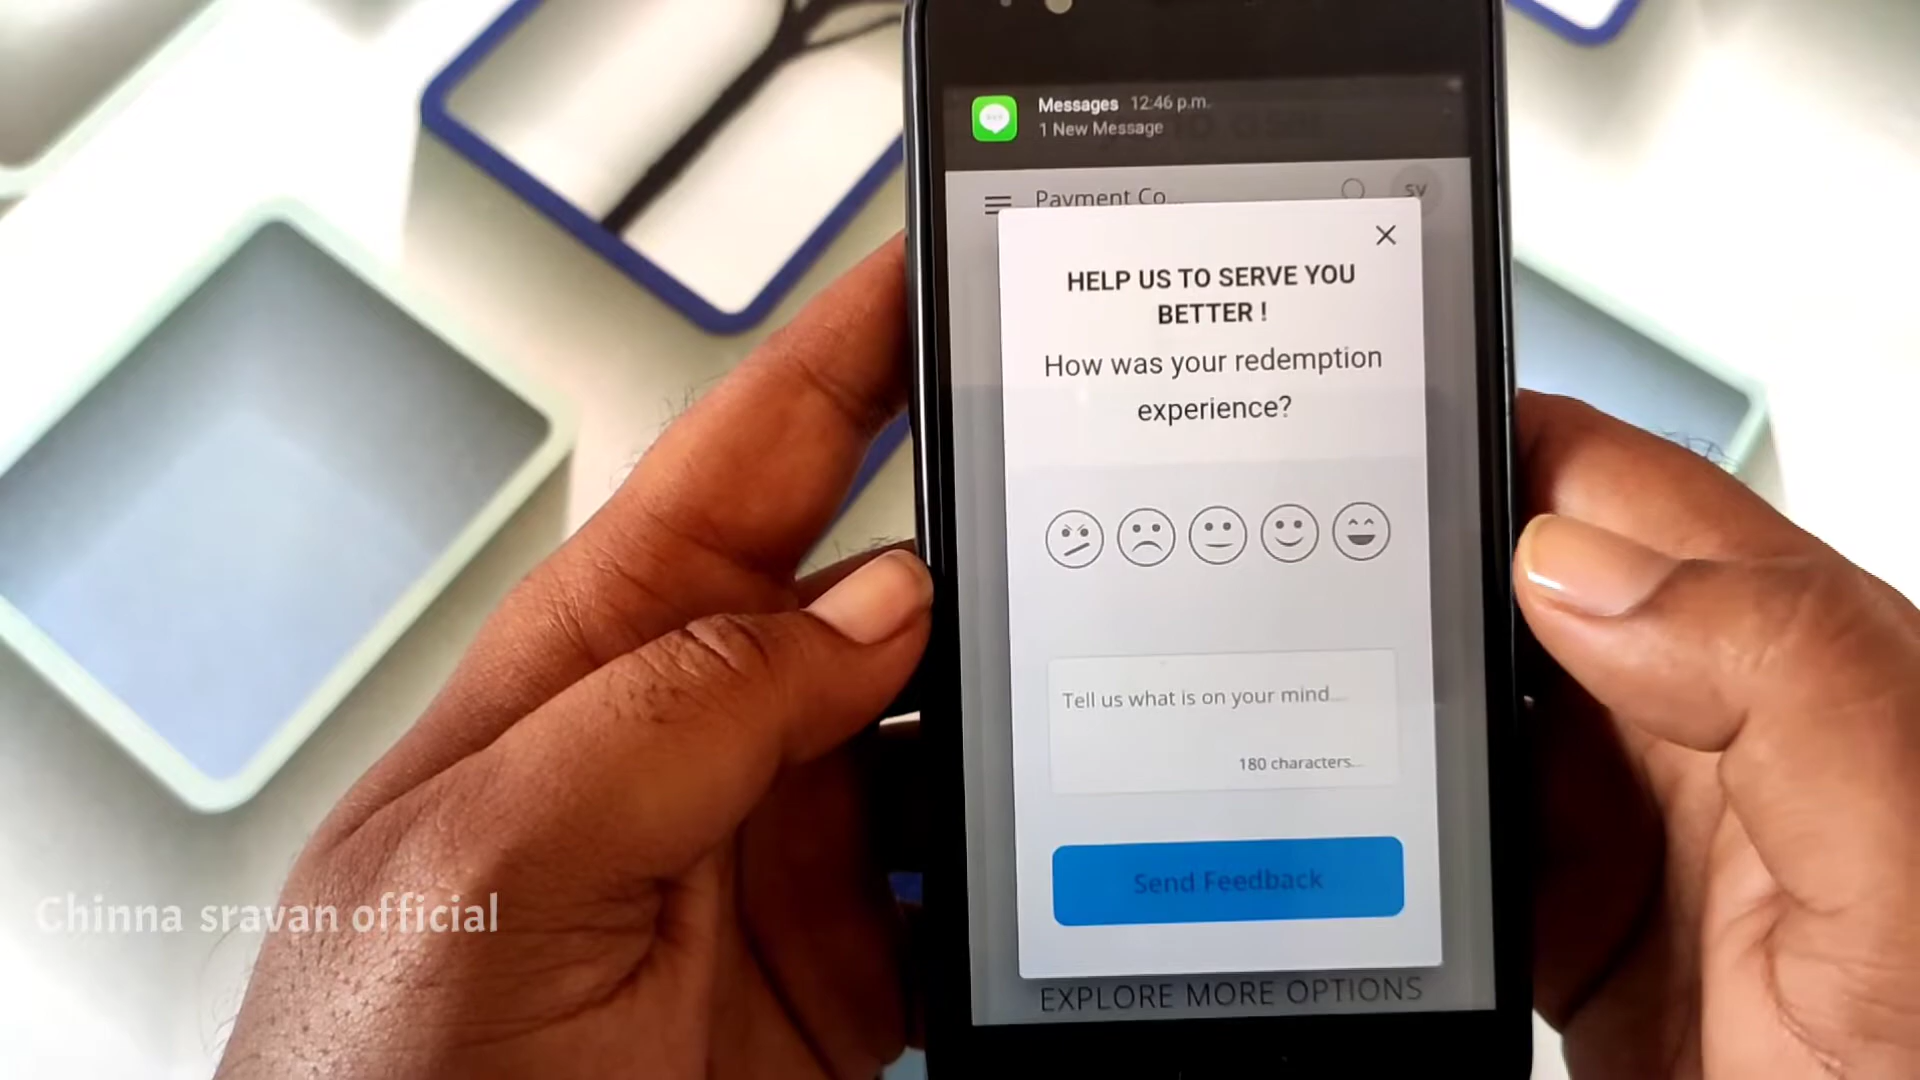 Messages 12:46 p.m.
1 New Message
Payment Co...
SV
HELP US TO SERVE YOU
BETTER !
How was your redemption
experience?
Tell us what is on your mind...
180 characters...
Send Feedback
EXPLORE MORE OPTIONS
Chinna sravan official